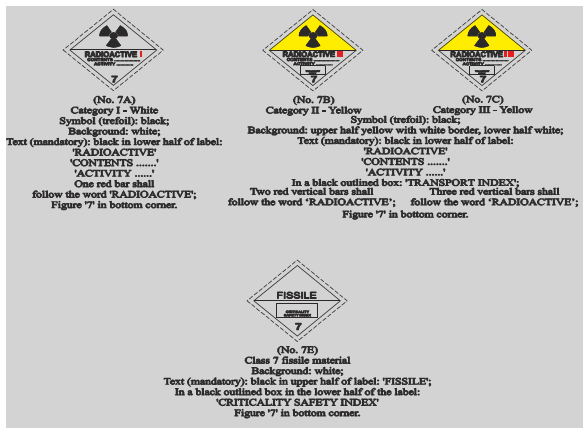 RADIOACTIVE I
CONTENTS
ACTIVITY
7
RADIOACTIVE II
CONTENTS
ACTIVITY
7
RADIOACTIVE III
CONTENTS
ACTIVITY
7
(No. 7A)
Category I - White
Symbol (trefoil): black;
Background: white;
Text (mandatory): black in lower half of label:
'RADIOACTIVE'
'CONTENTS .......'
'ACTIVITY ......'
One red bar shall
follow the word 'RADIOACTIVE';
Figure '7' in bottom corner.
(No. 7B) (No. 7C)
Category II - Yellow Category III - Yellow
Symbol (trefoil): black;
Background: upper half yellow with white border, lower half white;
Text (mandatory): black in lower half of label:
'RADIOACTIVE'
'CONTENTS .......'
'ACTIVITY ......'
In a black outlined box: 'TRANSPORT INDEX';
Two red vertical bars shall Three red vertical bars shall
follow the word ‘RADIOACTIVE’; follow the word ‘RADIOACTIVE’;
Figure '7' in bottom corner.
FISSILE
CRITICALITY
SAFETY INDEX
7
(No. 7E)
Class 7 fissile material
Background: white;
Text (mandatory): black in upper half of label: 'FISSILE';
In a black outlined box in the lower half of the label:
'CRITICALITY SAFETY INDEX'
Figure '7' in bottom corner.